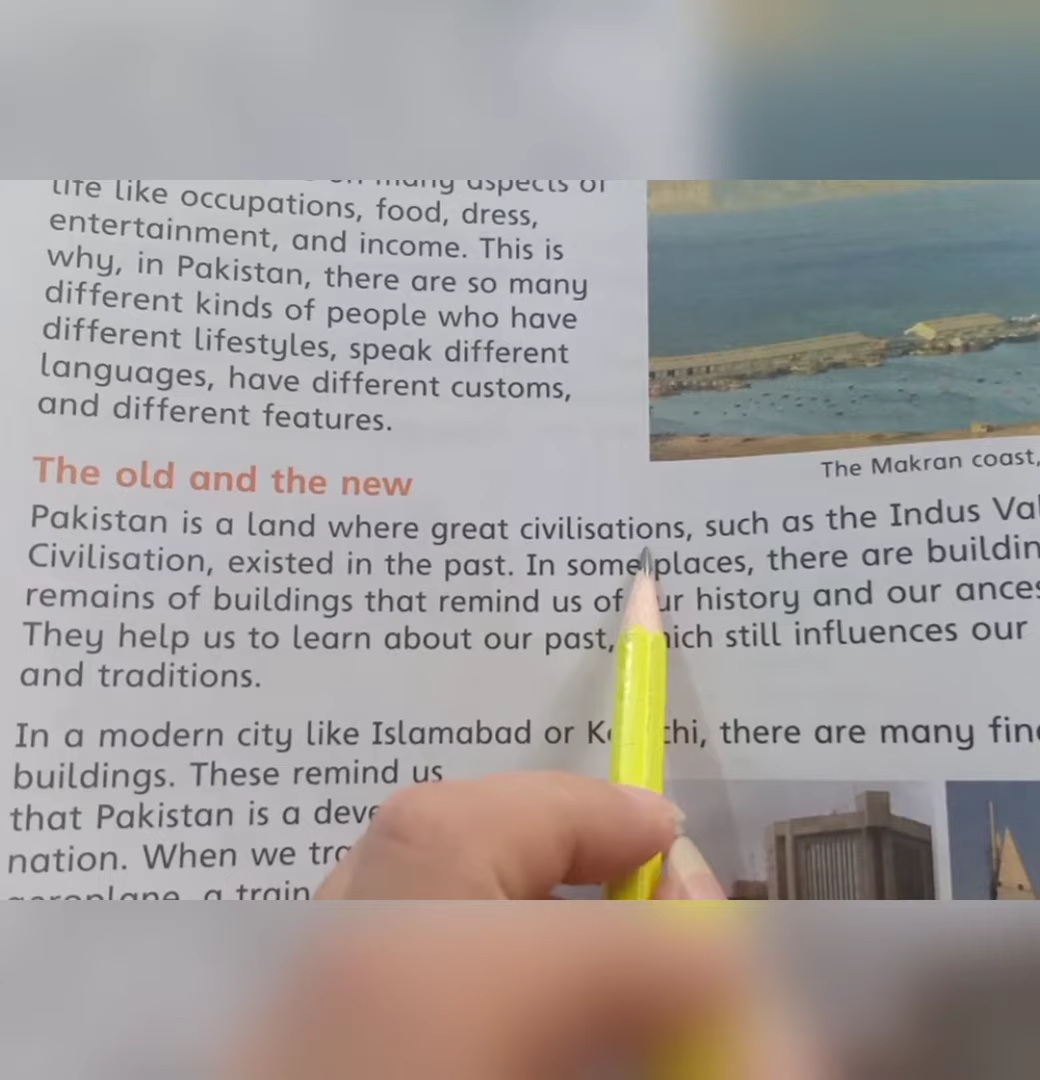 many aspects of
life like occupations, food, dress,
entertainment, and income. This is
why, in Pakistan, there are so many
different kinds of people who have
different lifestyles, speak different
languages, have different customs,
and different features.
The Makran coast,
The old and the new
Pakistan is a land where great civilisations, such as the Indus
Civilisation, existed in the past. In some places, there are
remains of buildings that remind us of history and our
They help us to learn about our past, still influences our
and traditions.
In a modern city like Islamabad or there are many
buildings. These remind us
that Pakistan is a
nation. When we
aeroplane, a train